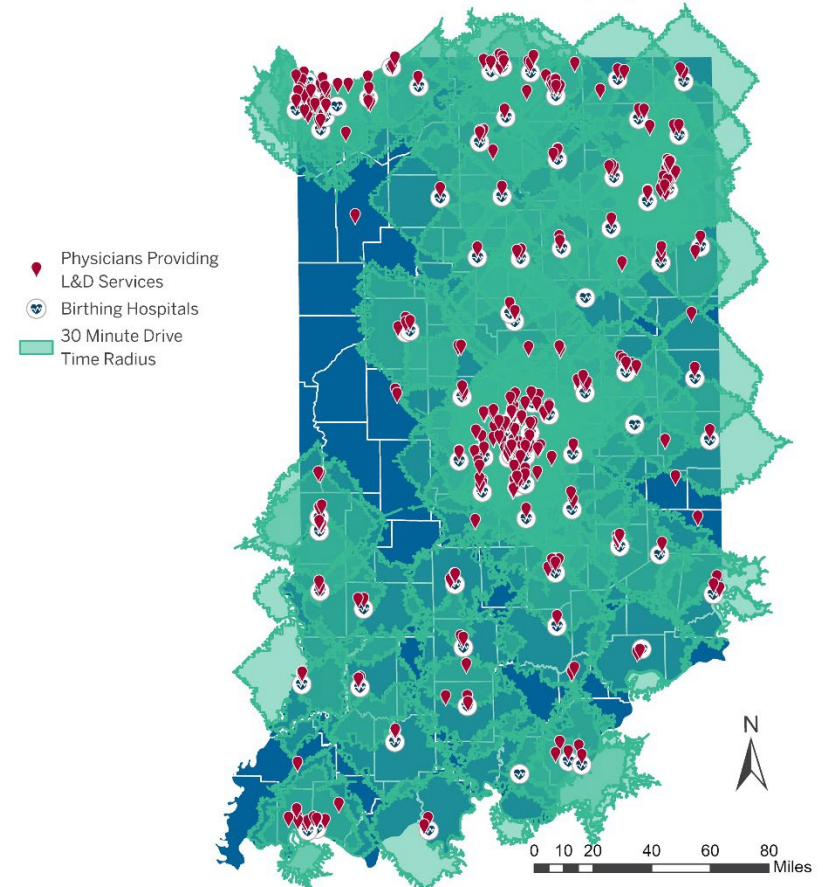 Physicians Providing
L&D Services
Birthing Hospitals
30 Minute Drive
Time Radius
N
0 10 20 40 60 80
Miles